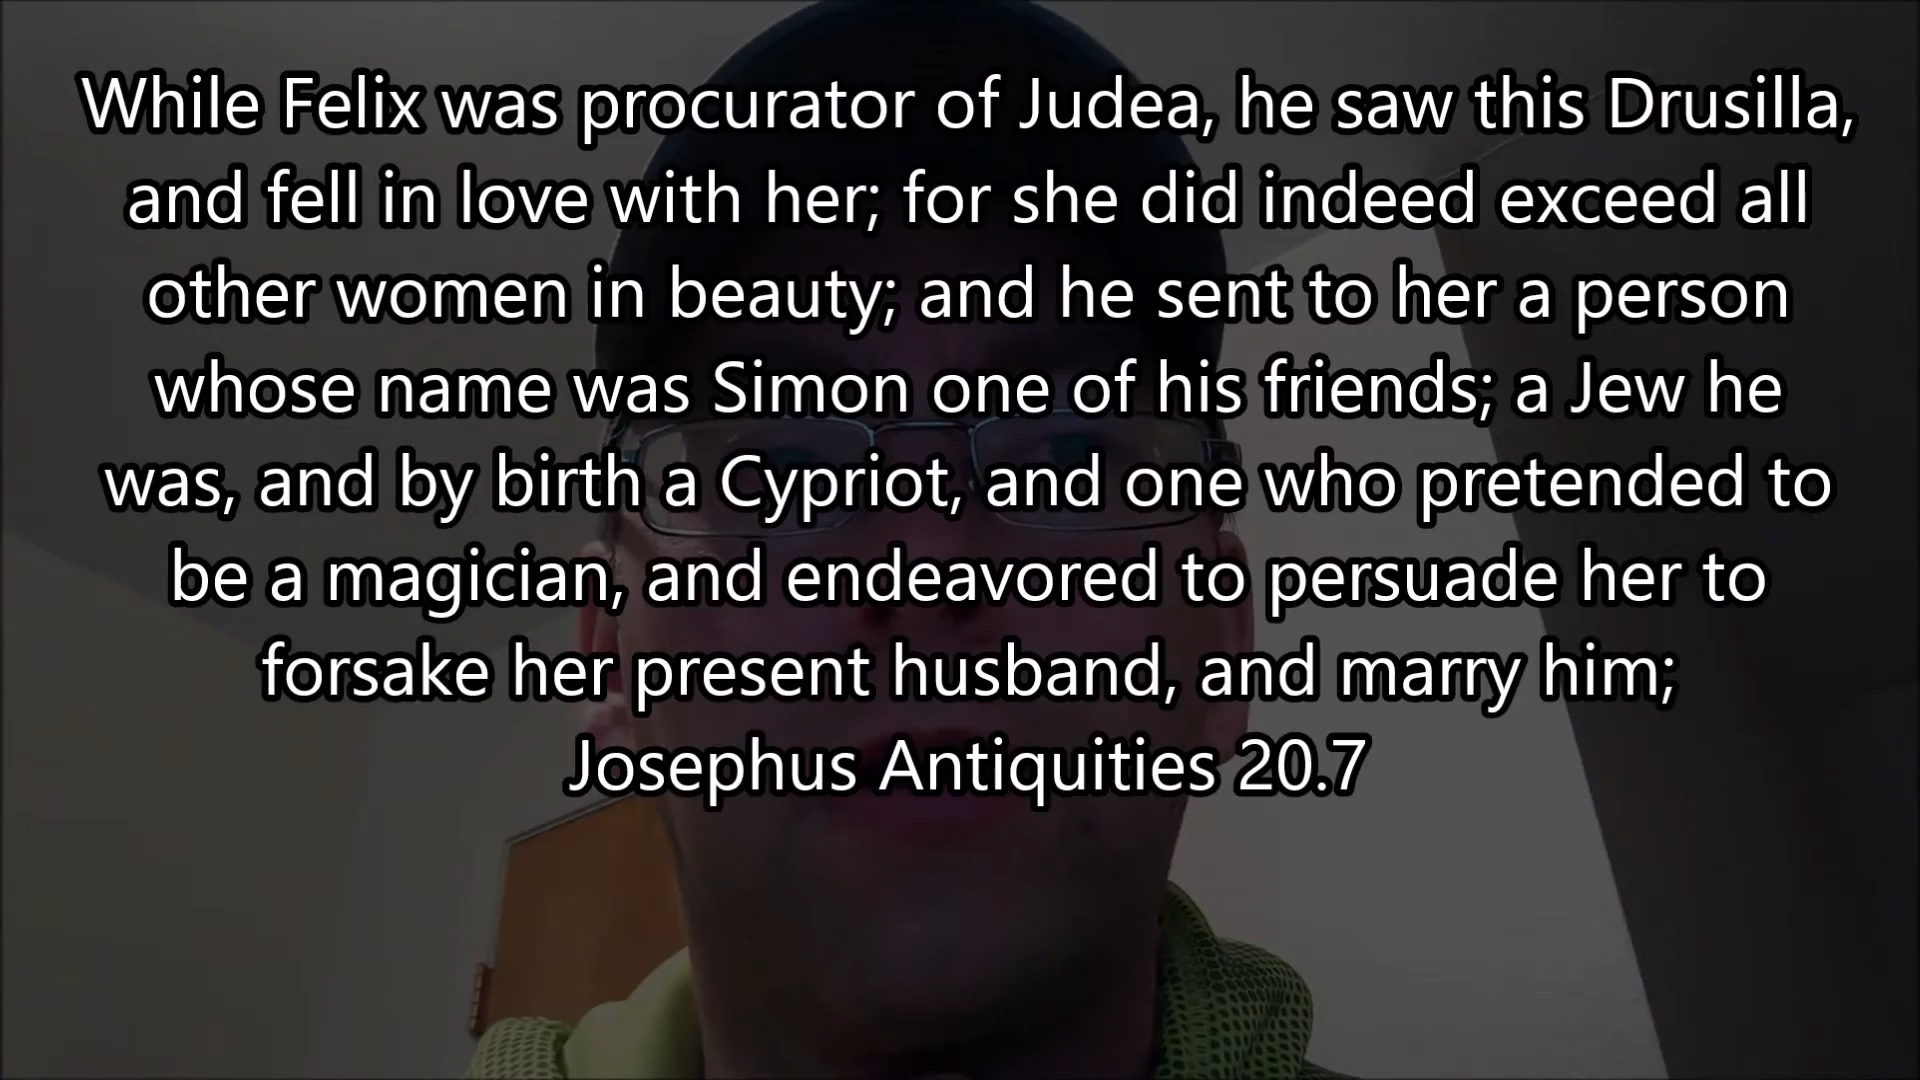 While Felix was procurator of Judea, he saw this Drusilla,
and fell in love with her; for she did indeed exceed all
other women in beauty; and he sent to her a person
whose name was Simon one of his friends; a Jew he
was, and by birth a Cypriot, and one who pretended to
be a magician, and endeavored to persuade her to
forsake her present husband, and marry him;
Josephus Antiquities 20.7